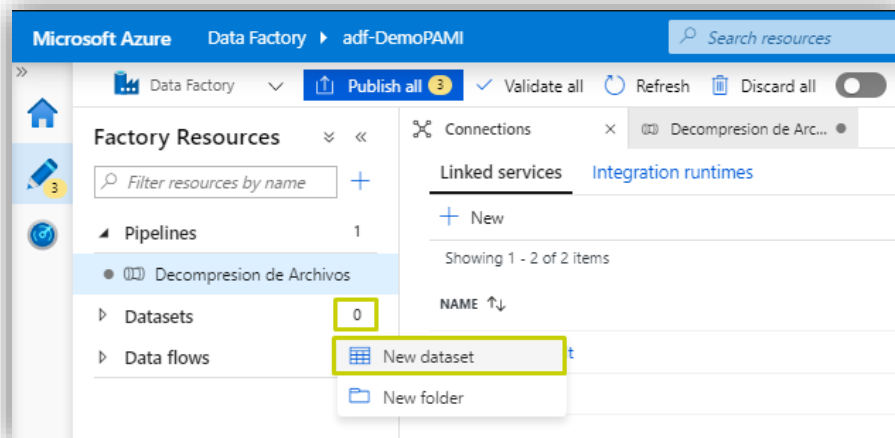 Microsoft Azure Data Factory adf-DemoPAMI Search resources
Data Factory Publish all 3 Validate all Refresh Discard all
Factory Resources
Connections Decompresion de Arc...
Filter resources by name
Linked services Integration runtimes
3
New
Pipelines 1
Showing 1 - 2 of 2 items
Decompresion de Archivos
NAME
Datasets 0
Data flows
New dataset
t
New folder